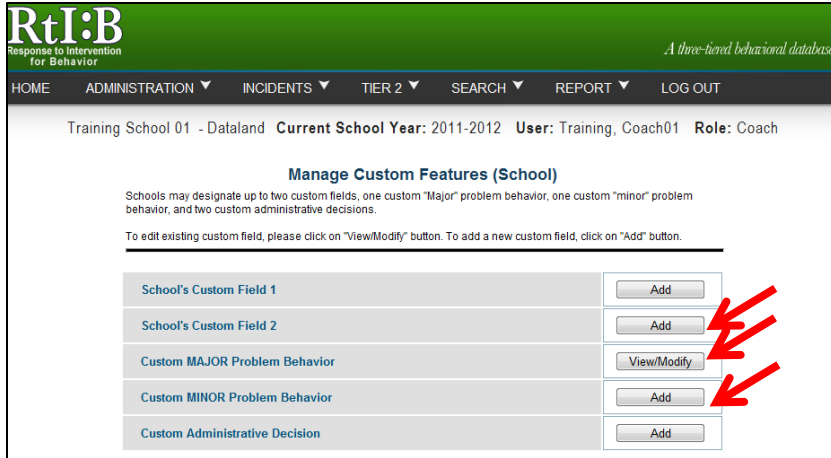 RtI:B
Response to Intervention
for Behavior
A three-tiered behavioral database
HOME ADMINISTRATION INCIDENTS TIER 2 SEARCH REPORT LOG OUT
Training School 01 - Dataland Current School Year: 2011-2012 User: Training, Coach01 Role: Coach
Manage Custom Features (School)
Schools may designate up to two custom fields, one custom "Major" problem behavior, one custom "minor" problem
behavior, and two custom administrative decisions.
To edit existing custom field, please click on "View/Modify" button. To add a new custom field, click on "Add" button.
School's Custom Field 1 Add
School's Custom Field 2 Add
Custom MAJOR Problem Behavior View/Modify
Custom MINOR Problem Behavior Add
Custom Administrative Decision Add